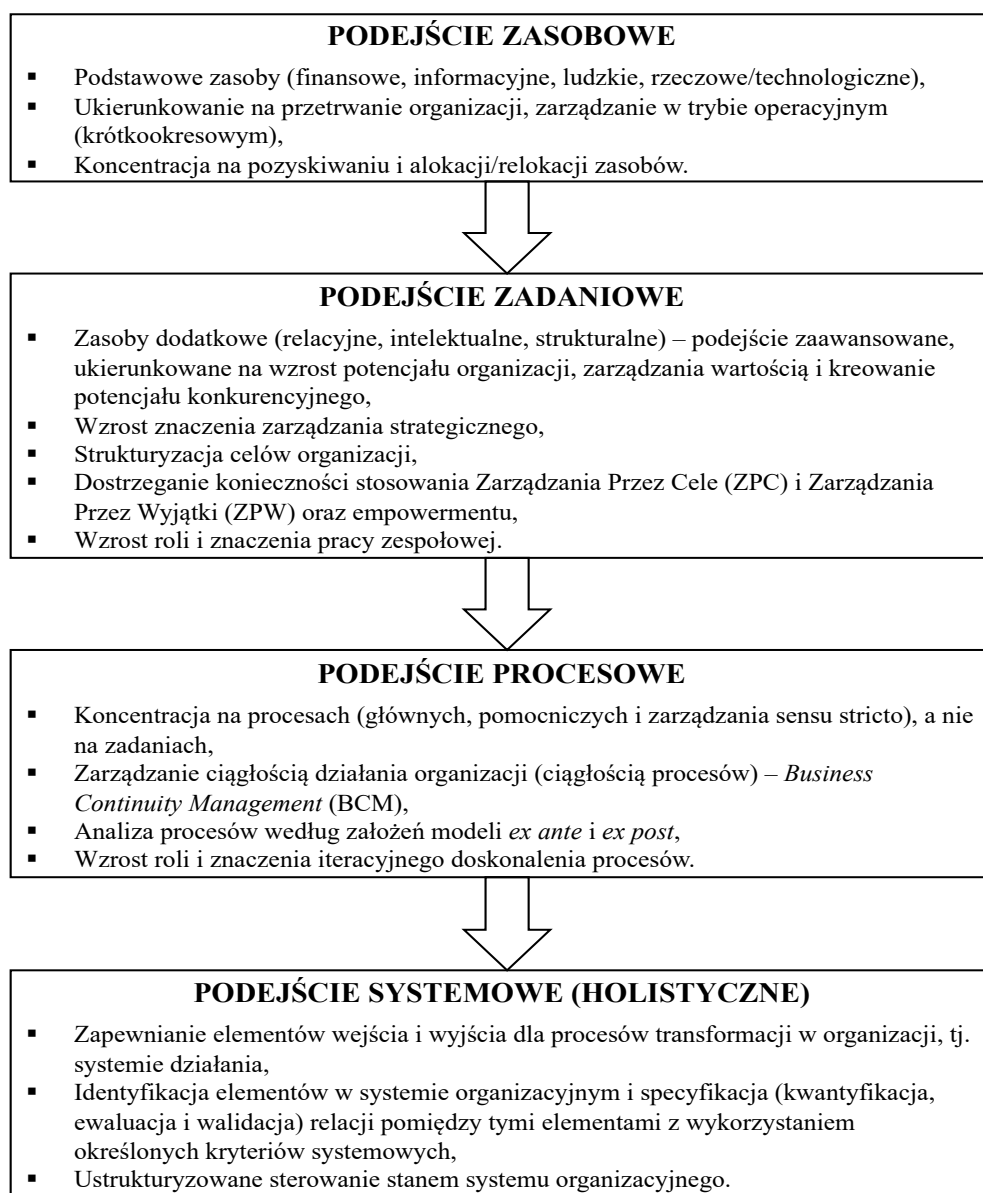 PODEJŚCIE ZASOBOWE
▪ Podstawowe zasoby (finansowe, informacyjne, ludzkie, rzeczowe/technologiczne),
▪ Ukierunkowanie na przetrwanie organizacji, zarządzanie w trybie operacyjnym
(krótkookresowym),
▪ Koncentracja na pozyskiwaniu i alokacji/relokacji zasobów.
PODEJŚCIE ZADANIOWE
▪ Zasoby dodatkowe (relacyjne, intelektualne, strukturalne) – podejście zaawansowane,
ukierunkowane na wzrost potencjału organizacji, zarządzania wartością i kreowanie
potencjału konkurencyjnego,
▪ Wzrost znaczenia zarządzania strategicznego,
▪ Strukturyzacja celów organizacji,
▪ Dostrzeganie konieczności stosowania Zarządzania Przez Cele (ZPC) i Zarządzania
Przez Wyjątki (ZPW) oraz empowermentu,
▪ Wzrost roli i znaczenia pracy zespołowej.
PODEJŚCIE PROCESOWE
▪ Koncentracja na procesach (głównych, pomocniczych i zarządzania sensu stricto), a nie
na zadaniach,
▪ Zarządzanie ciągłością działania organizacji (ciągłością procesów) – Business
Continuity Management (BCM),
▪ Analiza procesów według założeń modeli ex ante i ex post,
▪ Wzrost roli i znaczenia iteracyjnego doskonalenia procesów.
PODEJŚCIE SYSTEMOWE (HOLISTYCZNE)
▪ Zapewnianie elementów wejścia i wyjścia dla procesów transformacji w organizacji, tj.
systemie działania,
▪ Identyfikacja elementów w systemie organizacyjnym i specyfikacja (kwantyfikacja,
ewaluacja i walidacja) relacji pomiędzy tymi elementami z wykorzystaniem
określonych kryteriów systemowych,
▪ Ustrukturyzowane sterowanie stanem systemu organizacyjnego.